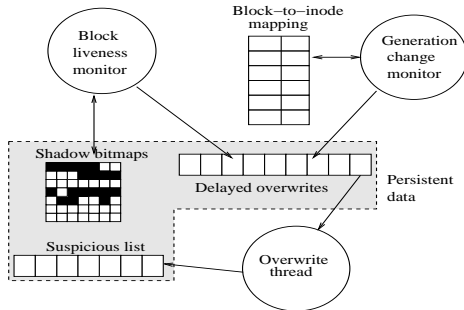 Block
liveness
monitor
Block−to−inode
mapping
Generation
change
monitor
Shadow bitmaps
Delayed overwrites
Persistent
data
Suspicious list
Overwrite
thread